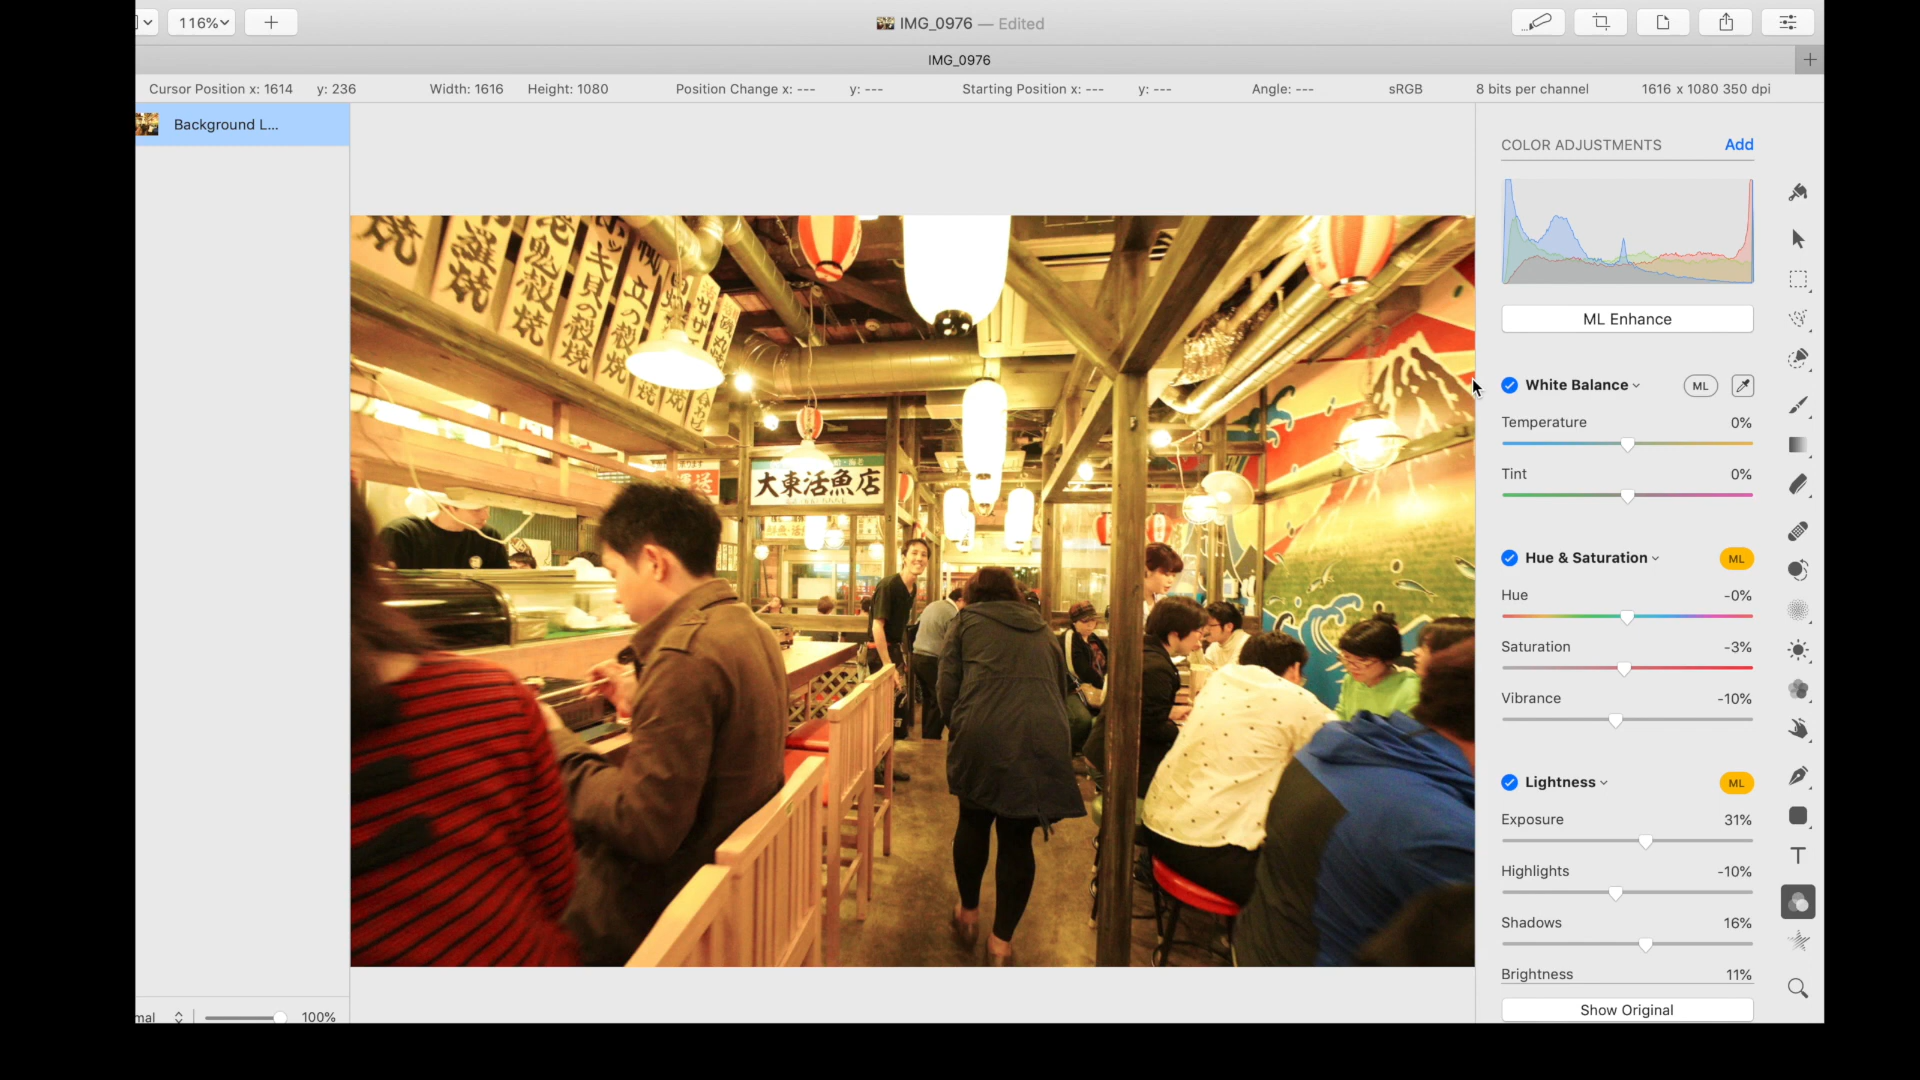 116%
IMG_0976 — Edited
IMG_0976
Cursor Position x: 1614 y: 236 Width: 1616 Height: 1080 Position Change x: --- y: --- Starting Position x: --- y: --- Angle: --- sRGB 8 bits per channel 1616 x 1080 350 dpi
Background L...
COLOR ADJUSTMENTS Add
ML Enhance
White Balance ML
Temperature 0%
Tint 0%
Hue & Saturation ML
Hue -0%
Saturation -3%
Vibrance -10%
Lightness ML
Exposure 31%
Highlights -10%
Shadows 16%
Brightness 11%
Show Original
mal 100%
大東活魚店